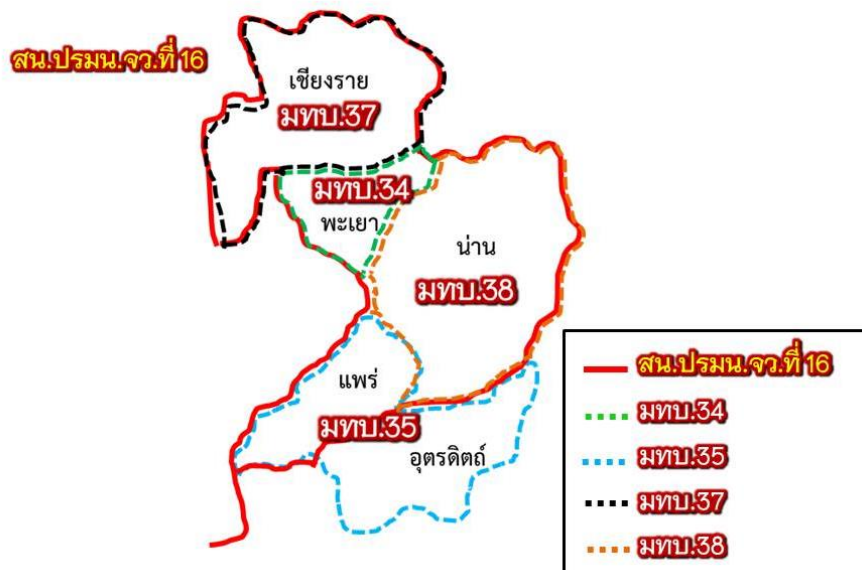 สน.ปรมน.จว.ที่ 16
เชียงราย
มทบ.37
มทบ.34
พะเยา
น่าน
มทบ.38
แพร่
มทบ.35
อุตรดิตถ์
สน.ปรมน.จว.ที่ 16
มทบ.34
มทบ.35
มทบ.37
มทบ.38